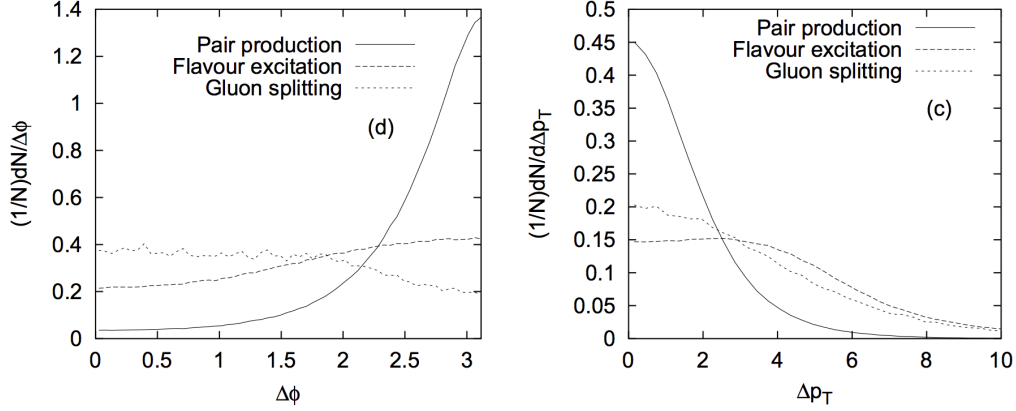 (1/N)dN/Δϕ
1.4
1.2
1
0.8
0.6
0.4
0.2
0
Pair production
Flavour excitation
Gluon splitting
(d)
0 0.5 1 1.5 2 2.5 3
Δϕ
(1/N)dN/dΔpT
0.5
0.45
0.4
0.35
0.3
0.25
0.2
0.15
0.1
0.05
0
Pair production
Flavour excitation
Gluon splitting
(c)
0 2 4 6 8 10
ΔpT